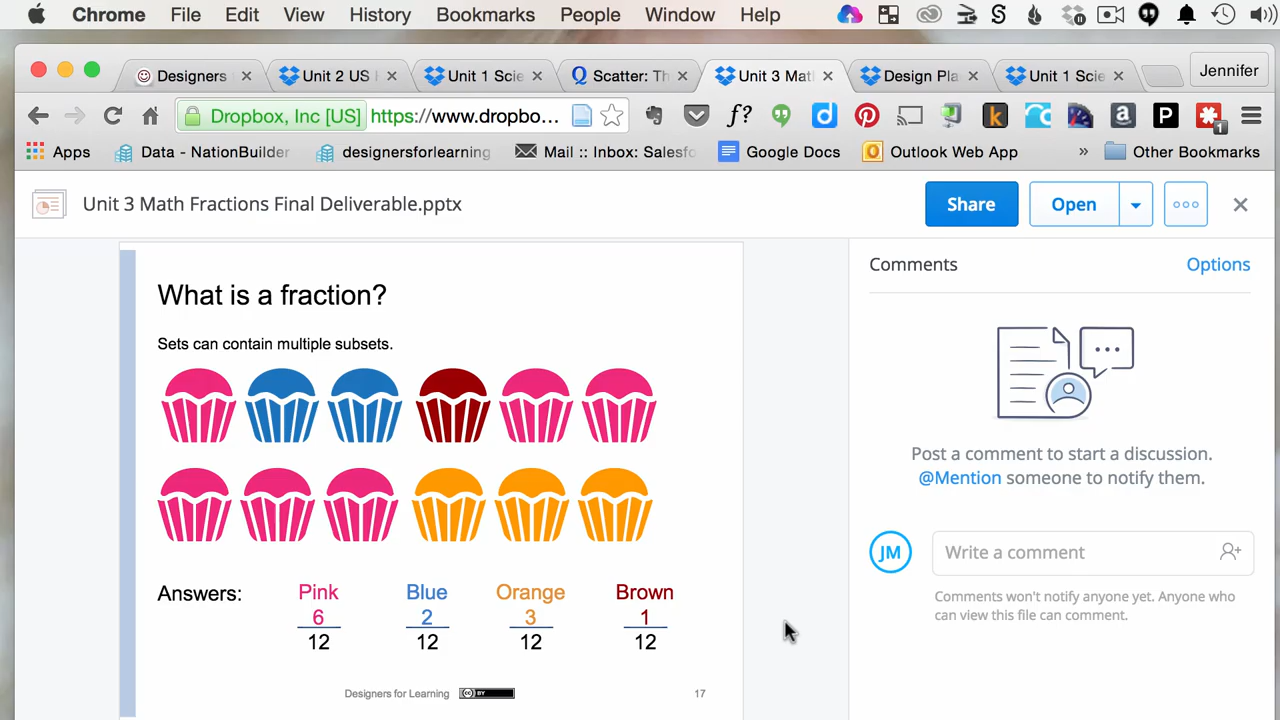 Chrome File Edit View History Bookmarks People Window Help
Designers Unit 2 US Unit 1 Scie Scatter: Th Unit 3 Mat Design Pla Unit 1 Scie Jennifer
Dropbox, Inc [US] https://www.dropbo... f? d k a P 1
Apps Data - NationBuilder designersforlearning Mail :: Inbox: Salesfo Google Docs Outlook Web App » Other Bookmarks
Unit 3 Math Fractions Final Deliverable.pptx Share Open
What is a fraction?
Sets can contain multiple subsets.
Answers: Pink Blue Orange Brown
6 2 3 1
12 12 12 12
Designers for Learning (cc) BY 17
Comments Options
Post a comment to start a discussion.
@Mention someone to notify them.
JM Write a comment
Comments won't notify anyone yet. Anyone who
can view this file can comment.